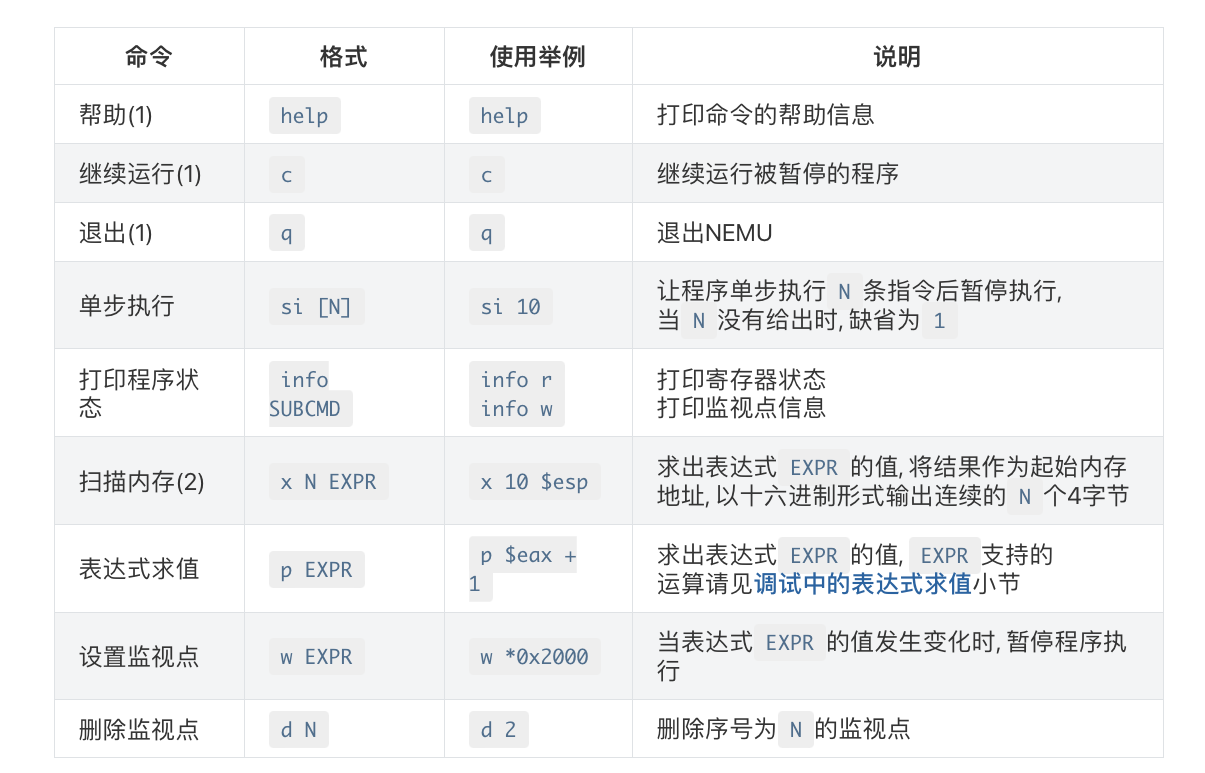 命令 格式 使用举例 说明
帮助(1) help help 打印命令的帮助信息
继续运行(1) c c 继续运行被暂停的程序
退出(1) q q 退出NEMU
单步执行 si [N] si 10 让程序单步执行 N 条指令后暂停执行,
当 N 没有给出时, 缺省为 1
打印程序状 info info r 打印寄存器状态
态 SUBCMD info w 打印监视点信息
扫描内存(2) x N EXPR x 10 $esp 求出表达式 EXPR 的值, 将结果作为起始内存
地址, 以十六进制形式输出连续的 N 个4字节
表达式求值 p EXPR p $eax + 求出表达式 EXPR 的值, EXPR 支持的
1 运算请见调试中的表达式求值小节
设置监视点 w EXPR w *0x2000 当表达式 EXPR 的值发生变化时, 暂停程序执
行
删除监视点 d N d 2 删除序号为 N 的监视点